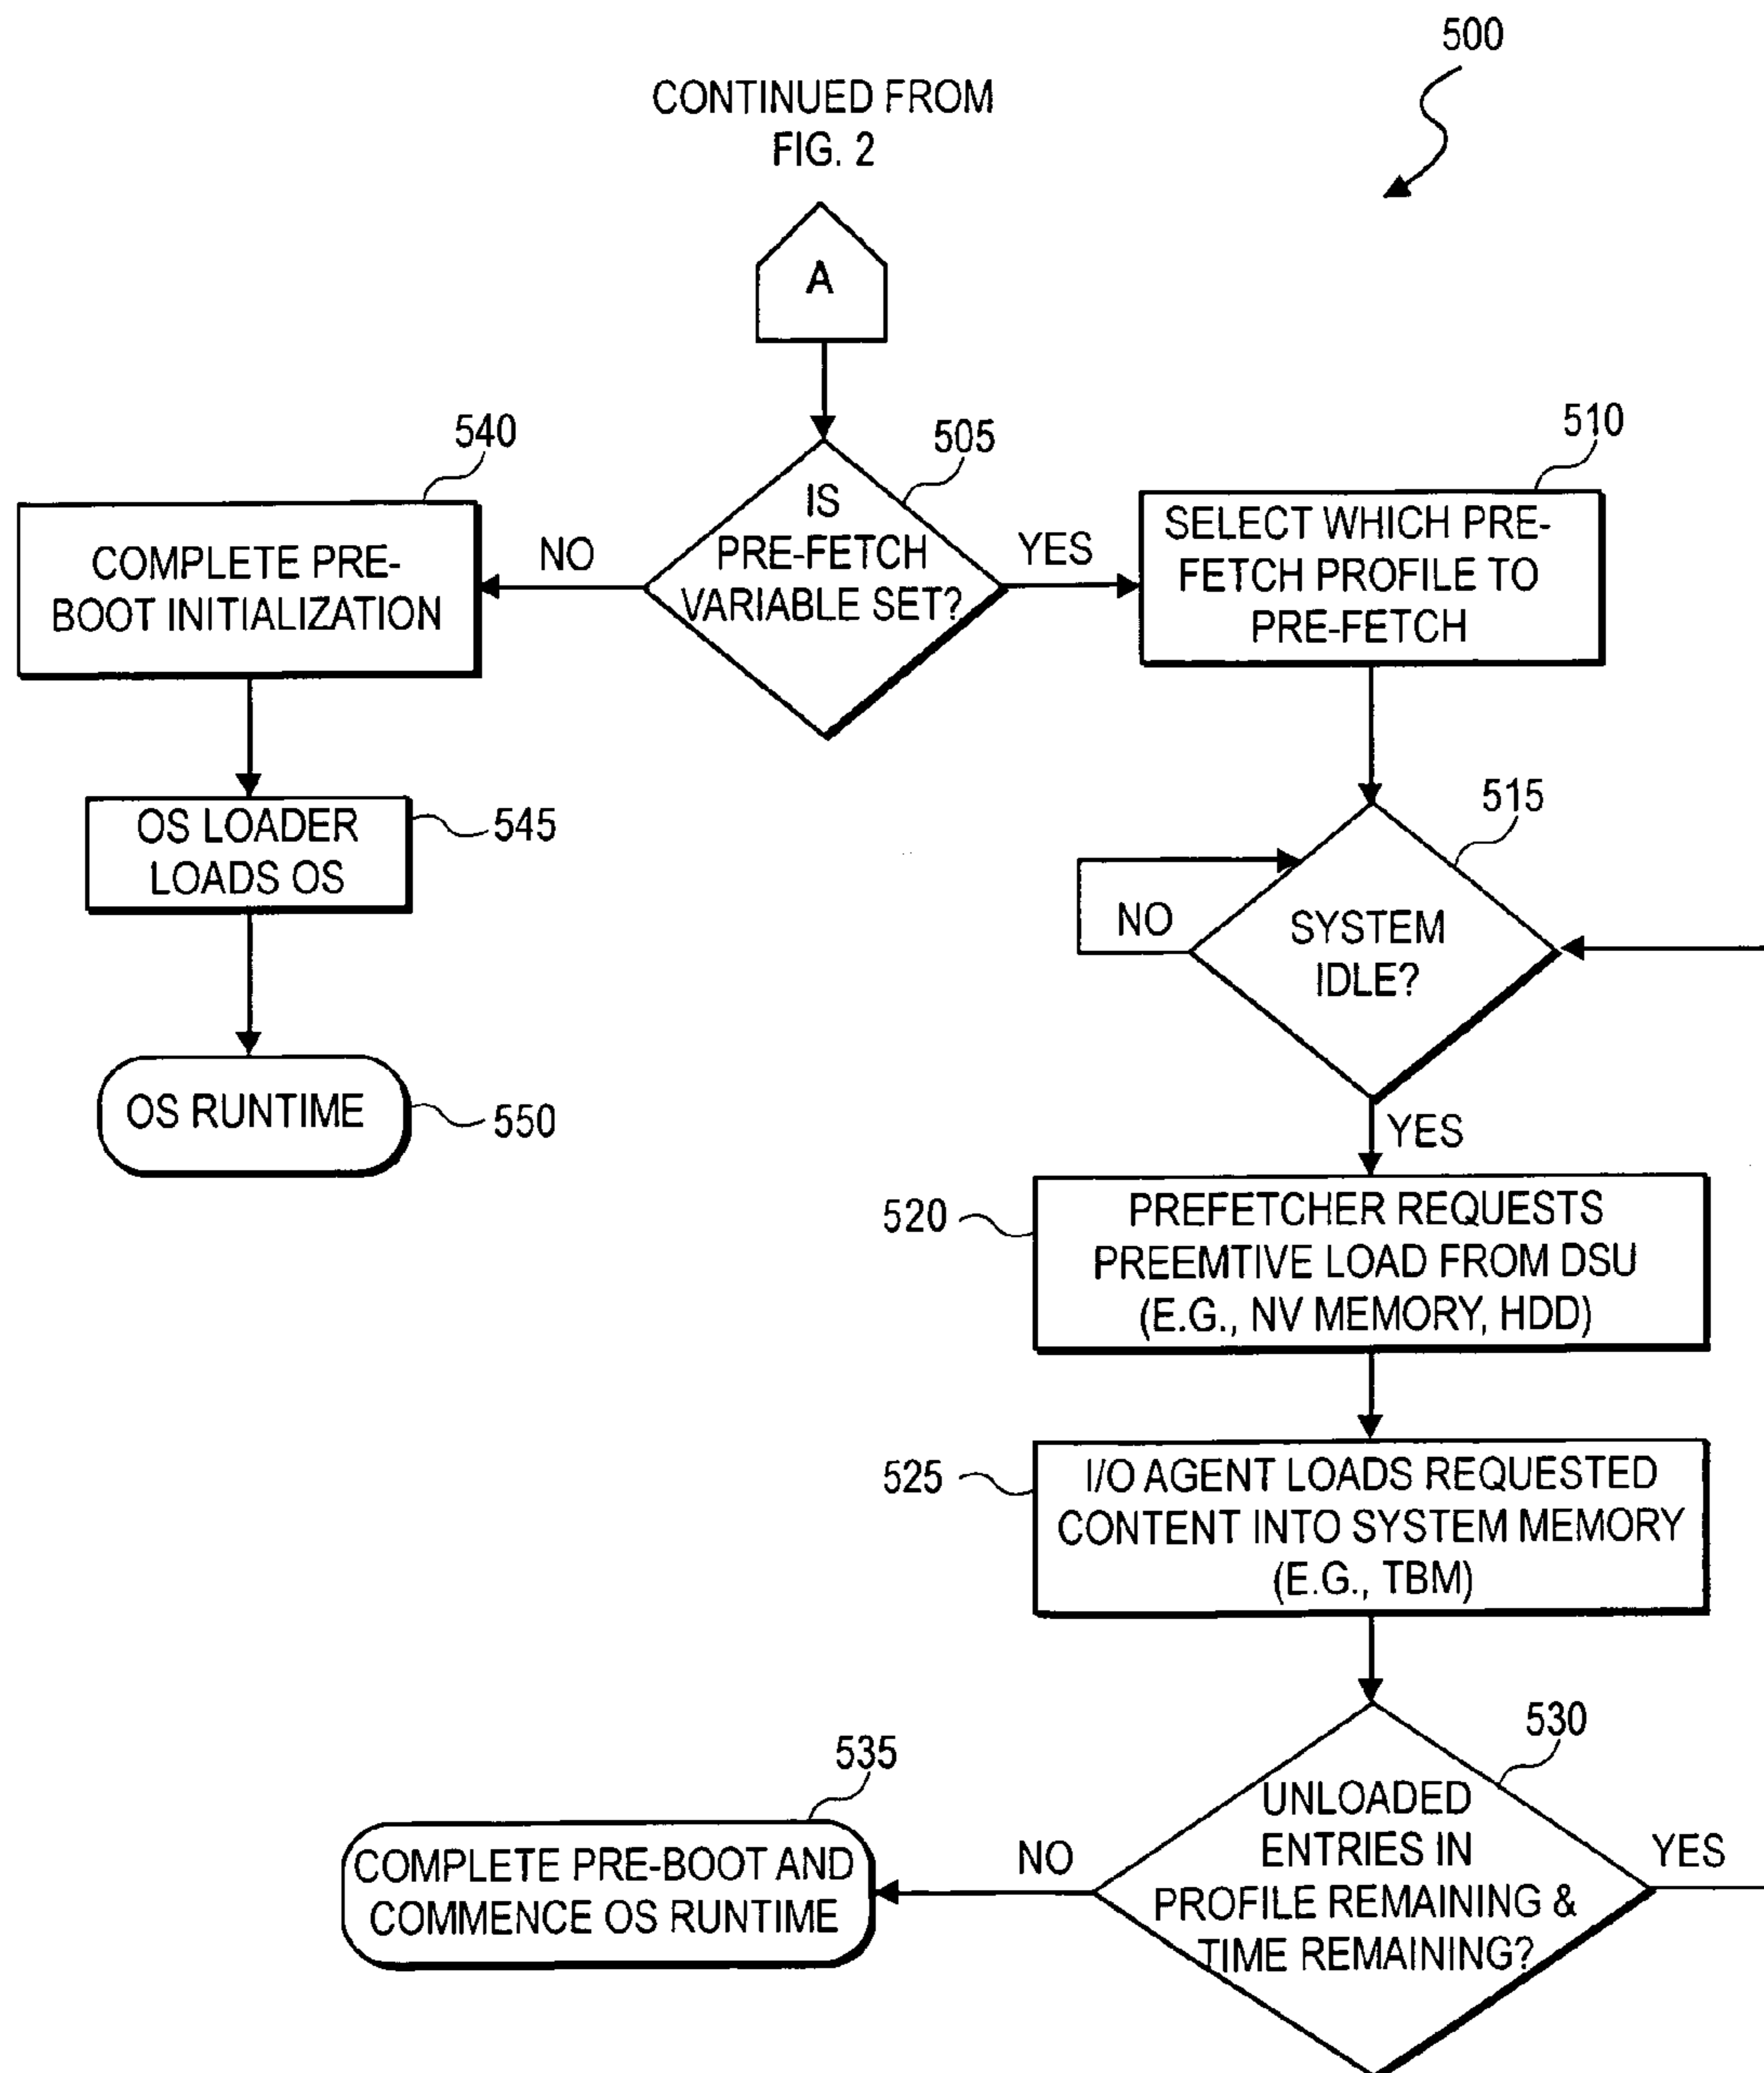 500
CONTINUED FROM
FIG. 2
A
540
505
510
IS
PRE-FETCH
VARIABLE SET?
NO
YES
COMPLETE PRE-
BOOT INITIALIZATION
SELECT WHICH PRE-
FETCH PROFILE TO
PRE-FETCH
OS LOADER
LOADS OS
545
515
NO
SYSTEM
IDLE?
OS RUNTIME
550
YES
520
PREFETCHER REQUESTS
PREEMTIVE LOAD FROM DSU
(E.G., NV MEMORY, HDD)
525
I/O AGENT LOADS REQUESTED
CONTENT INTO SYSTEM MEMORY
(E.G., TBM)
530
535
UNLOADED
ENTRIES IN
PROFILE REMAINING &
TIME REMAINING?
NO
YES
COMPLETE PRE-BOOT AND
COMMENCE OS RUNTIME